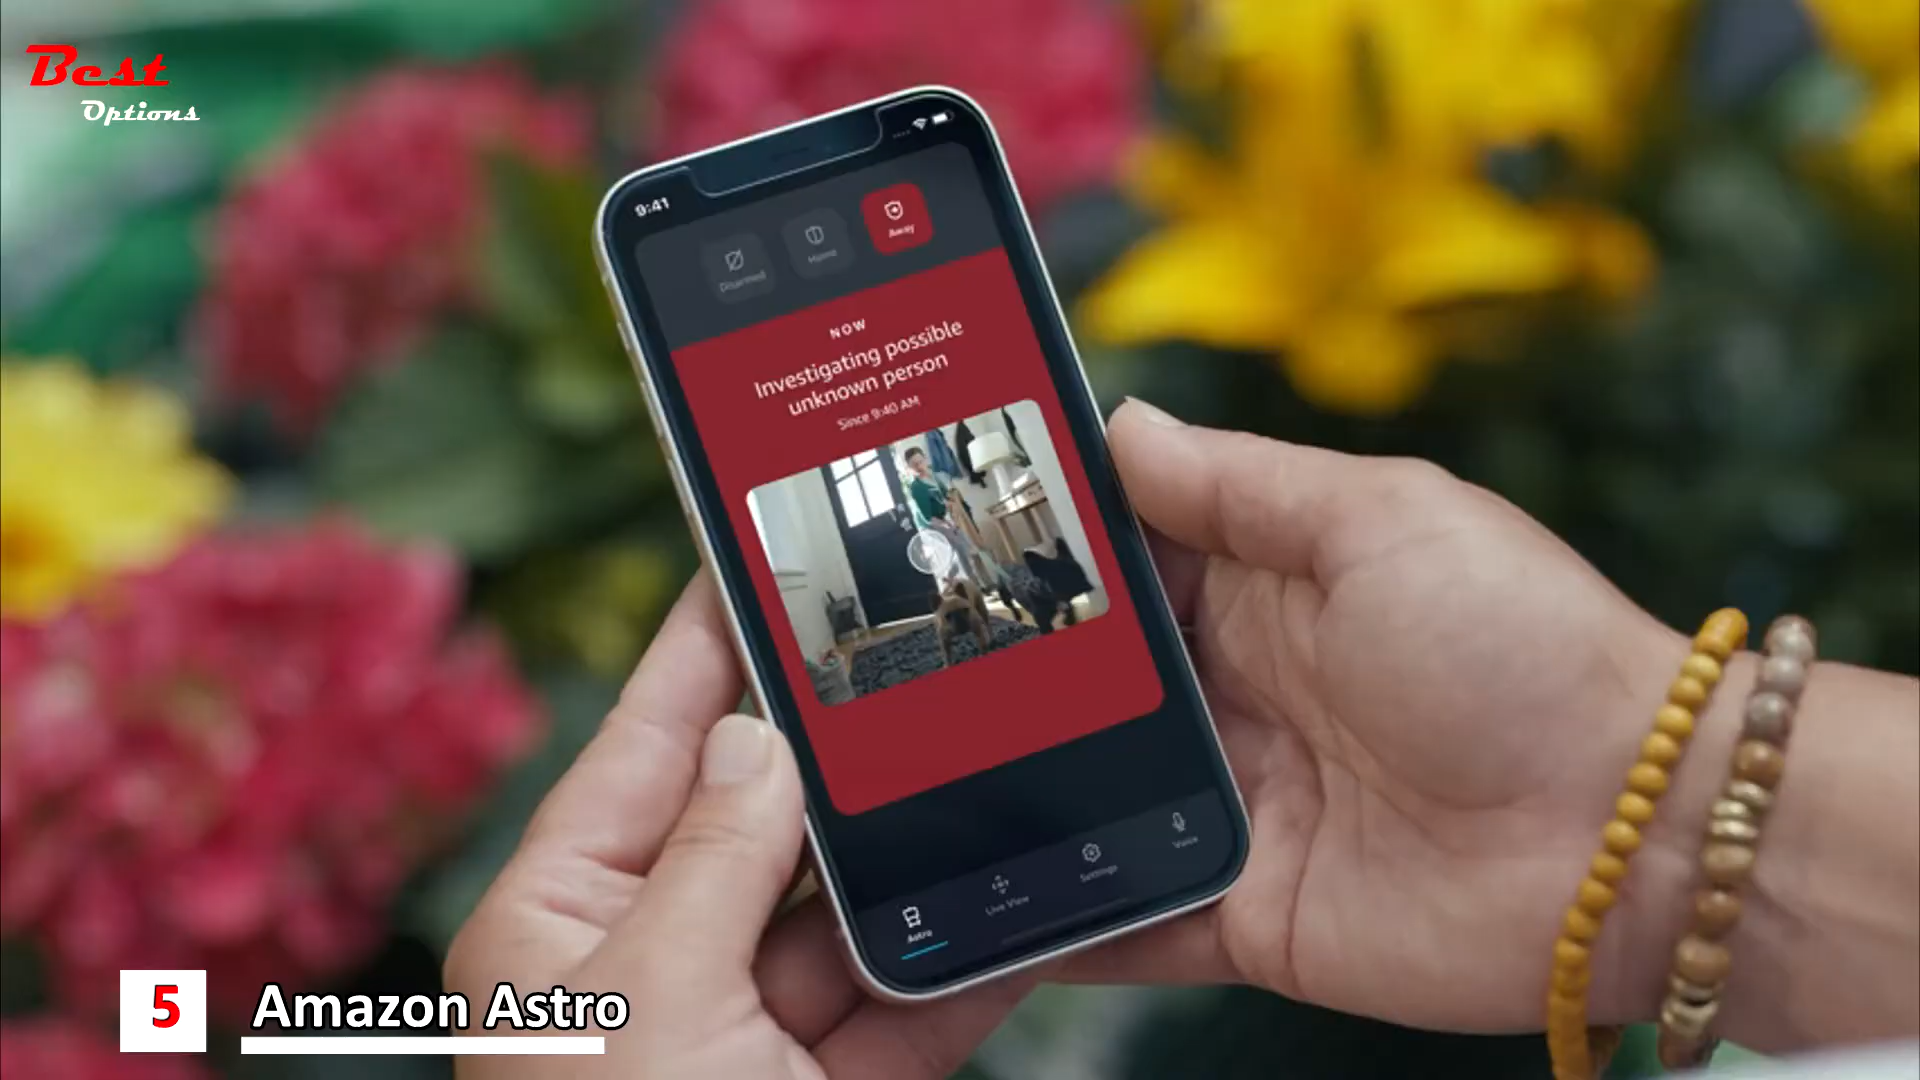 Best
Options
9:41
Disarmed
Home
Away
NOW
Investigating possible
unknown person
Since 9:40 AM
Astro
Live View
Settings
Voice
5 Amazon Astro